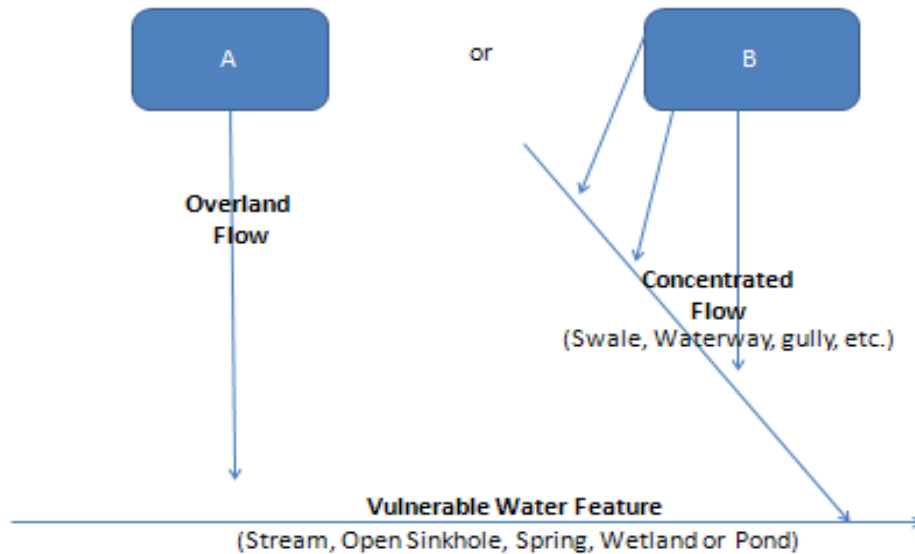 A
or
B
Overland
Flow
Concentrated
Flow
(Swale, Waterway, gully, etc.)
Vulnerable Water Feature
(Stream, Open Sinkhole, Spring, Wetland or Pond)